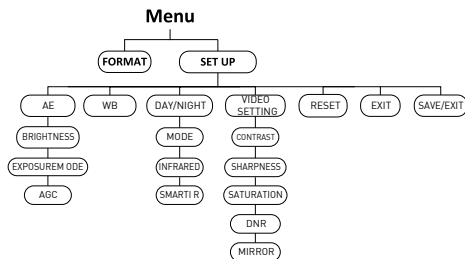 Menu
FORMAT
SET UP
AE
WB
DAY/NIGHT
VIDEO
SETTING
RESET
EXIT
SAVE/EXIT
BRIGHTNESS
MODE
CONTRAST
EXPOSUREM ODE
INFRARED
SHARPNESS
AGC
SMARTI R
SATURATION
DNR
MIRROR